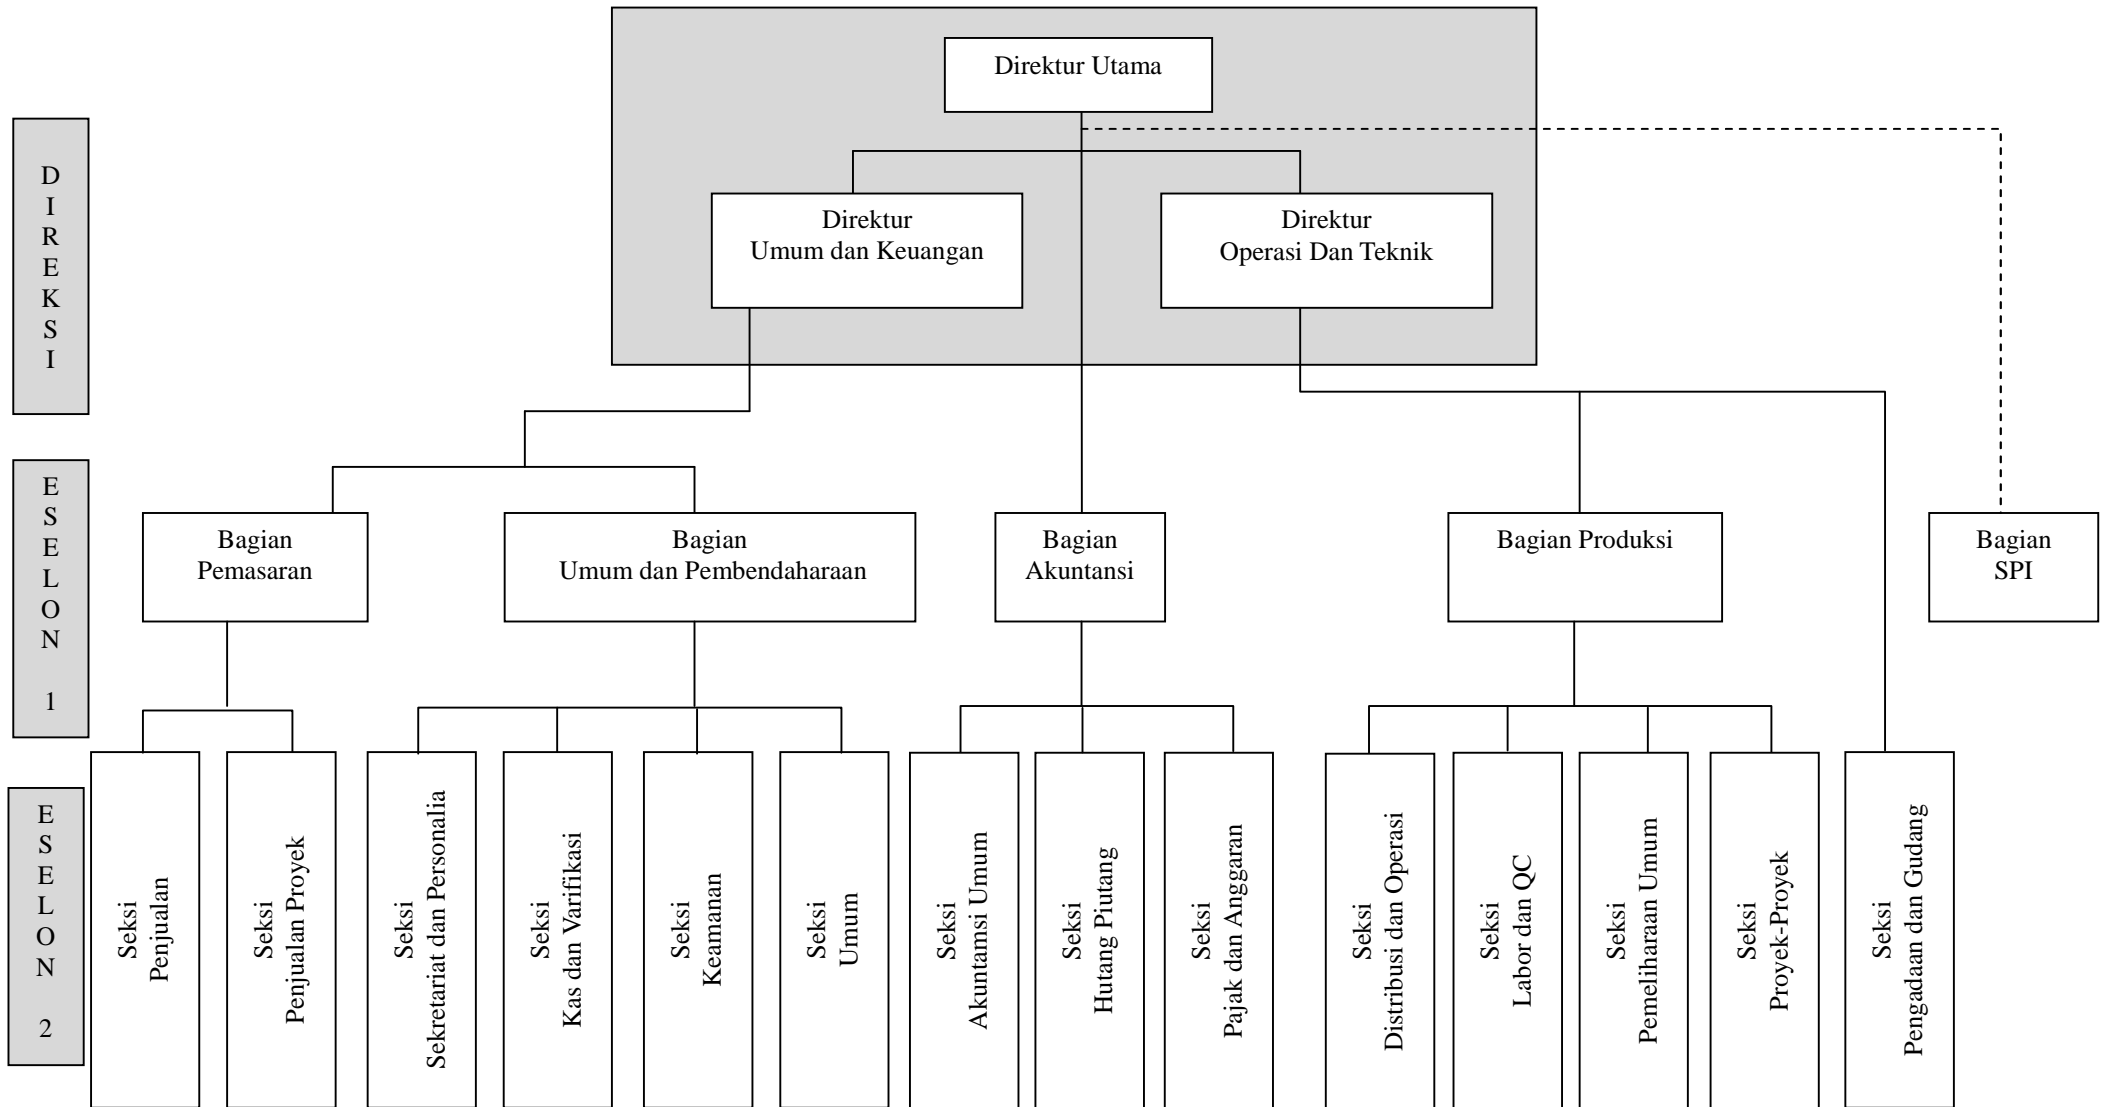 Direktur Utama
Direktur
Umum dan Keuangan
Direktur
Operasi Dan Teknik
D
I
R
E
K
S
I
E
S
E
L
O
N
1
Bagian
Pemasaran
Bagian
Umum dan Pembendaharaan
Bagian
Akuntansi
Bagian Produksi
Bagian
SPI
E
S
E
L
O
N
2
Seksi
Penjualan
Seksi
Penjualan Proyek
Seksi
Sekretariat dan Personalia
Seksi
Kas dan Varifikasi
Seksi
Keamanan
Seksi
Umum
Seksi
Akuntamsi Umum
Seksi
Hutang Piutang
Seksi
Pajak dan Anggaran
Seksi
Distribusi dan Operasi
Seksi
Labor dan QC
Seksi
Pemeliharaan Umum
Seksi
Proyek-Proyek
Seksi
Pengadaan dan Gudang